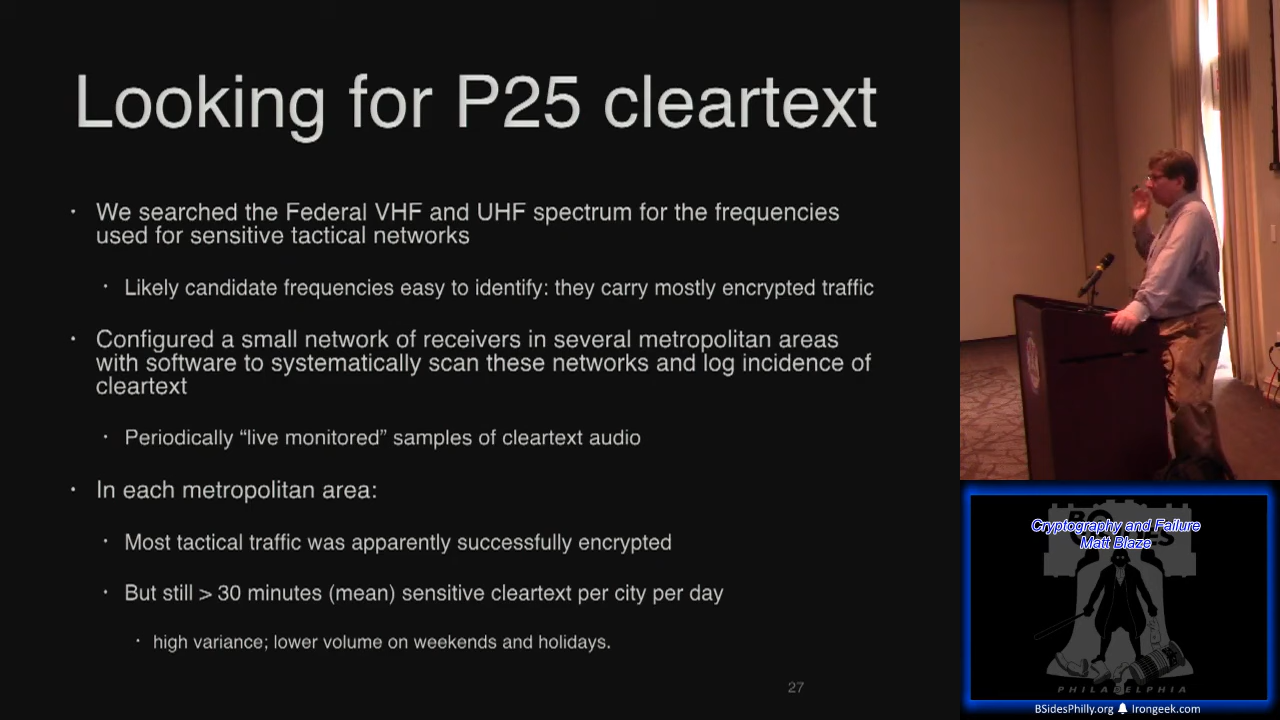 Looking for P25 cleartext
• We searched the Federal VHF and UHF spectrum for the frequencies
used for sensitive tactical networks
• Likely candidate frequencies easy to identify: they carry mostly encrypted traffic
• Configured a small network of receivers in several metropolitan areas
with software to systematically scan these networks and log incidence of
cleartext
• Periodically “live monitored” samples of cleartext audio
• In each metropolitan area:
• Most tactical traffic was apparently successfully encrypted
• But still > 30 minutes (mean) sensitive cleartext per city per day
• high variance; lower volume on weekends and holidays.
27
Cryptography and Failure
Matt Blaze
PHILADELPHIA
BSidesPhilly.org Irongeek.com